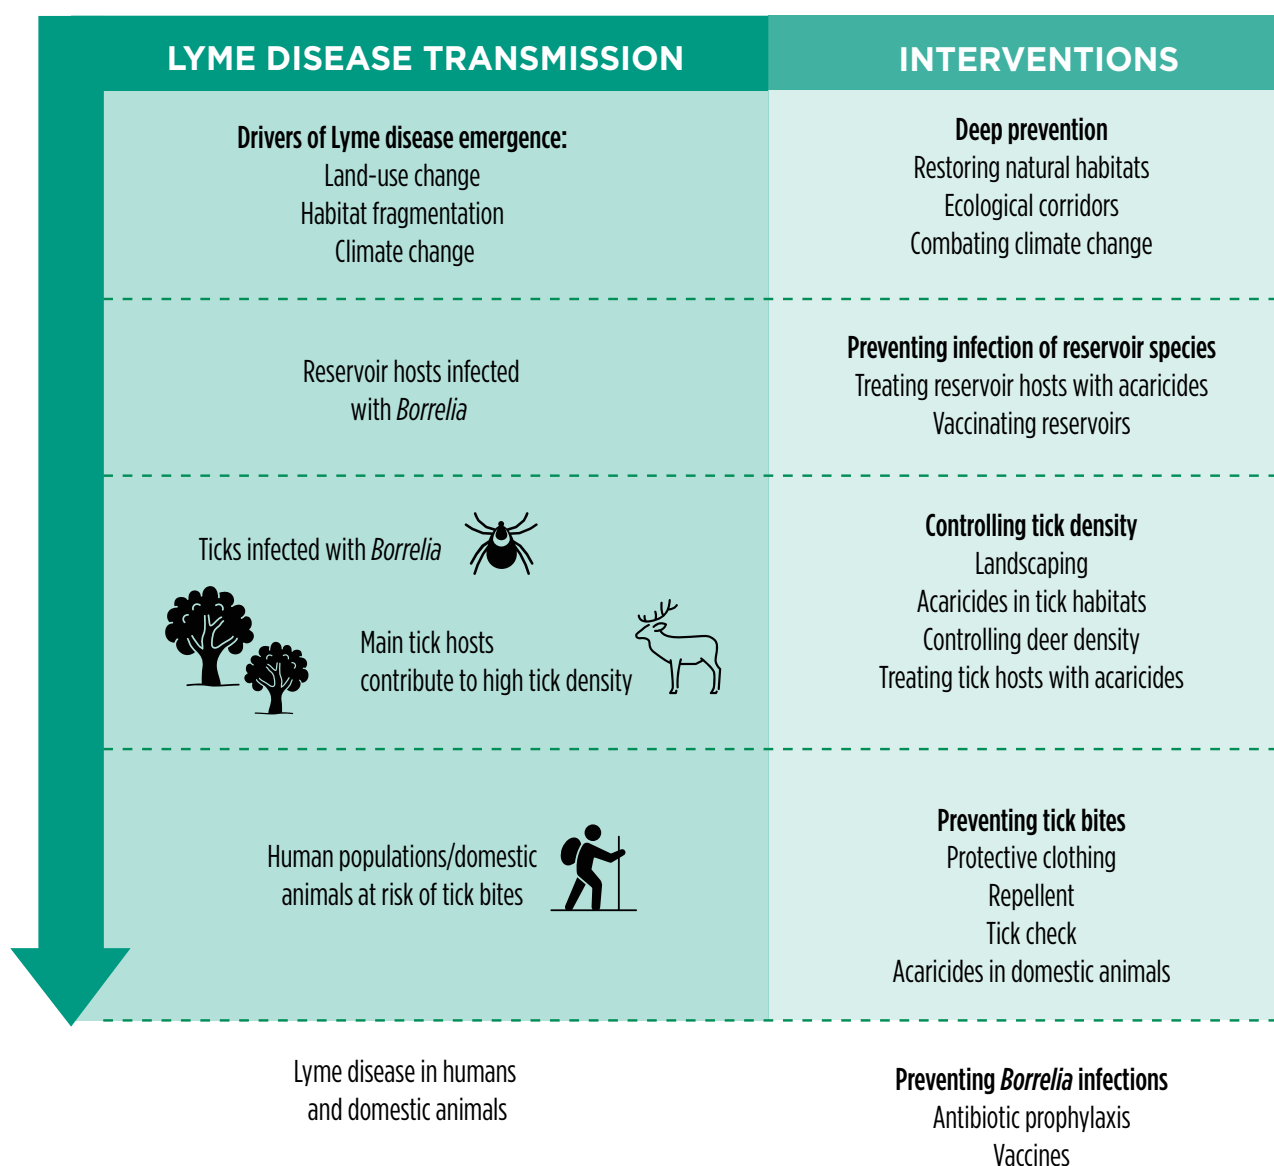 LYME DISEASE TRANSMISSION
INTERVENTIONS
Drivers of Lyme disease emergence:
Land-use change
Habitat fragmentation
Climate change
Deep prevention
Restoring natural habitats
Ecological corridors
Combating climate change
Reservoir hosts infected
with Borrelia
Preventing infection of reservoir species
Treating reservoir hosts with acaricides
Vaccinating reservoirs
Ticks infected with Borrelia
Main tick hosts
contribute to high tick density
Controlling tick density
Landscaping
Acaricides in tick habitats
Controlling deer density
Treating tick hosts with acaricides
Human populations/domestic
animals at risk of tick bites
Preventing tick bites
Protective clothing
Repellent
Tick check
Acaricides in domestic animals
Lyme disease in humans
and domestic animals
Preventing Borrelia infections
Antibiotic prophylaxis
Vaccines